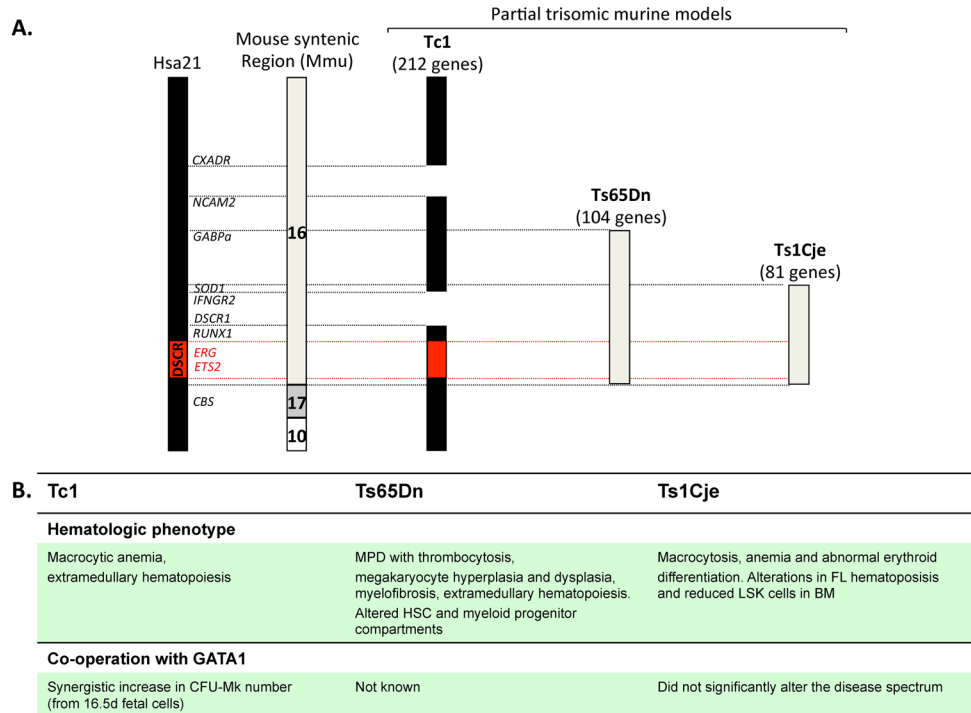 A.
Partial trisomic murine models
Hsa21
Mouse syntenic
Region (Mmu)
Tc1
(212 genes)
Ts65Dn
(104 genes)
Ts1Cje
(81 genes)
CXADR
NCAM2
GABPa
16
SOD1
IFNGR2
DSCR1
RUNX1
DSCR
ERG
ETS2
CBS
17
10
B.
Tc1 Ts65Dn Ts1Cje
Hematologic phenotype
Macrocytic anemia,
extramedullary hematopoiesis
MPD with thrombocytosis,
megakaryocyte hyperplasia and dysplasia,
myelofibrosis, extramedullary hematopoiesis.
Altered HSC and myeloid progenitor
compartments
Macrocytosis, anemia and abnormal erythroid
differentiation. Alterations in FL hematoposisis
and reduced LSK cells in BM
Co-operation with GATA1
Synergistic increase in CFU-Mk number
(from 16.5d fetal cells)
Not known
Did not significantly alter the disease spectrum